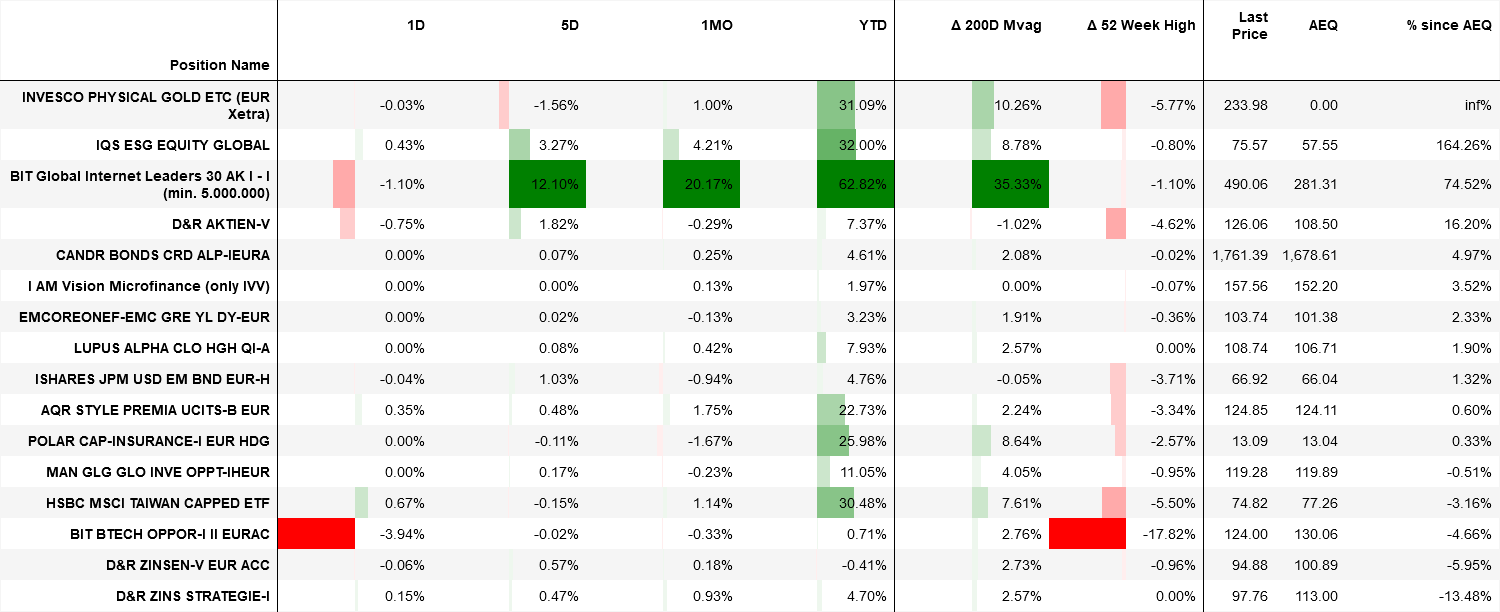 Position Name 1D 5D 1MO YTD Δ 200D Mvag Δ 52 Week High Last Price AEQ % since AEQ
INVESCO PHYSICAL GOLD ETC (EUR Xetra) -0.03% -1.56% 1.00% 31.09% 10.26% -5.77% 233.98 0.00 inf%
IQS ESG EQUITY GLOBAL 0.43% 3.27% 4.21% 32.00% 8.78% -0.80% 75.57 57.55 164.26%
BIT Global Internet Leaders 30 AK I - I (min. 5.000.000) -1.10% 12.10% 20.17% 62.82% 35.33% -1.10% 490.06 281.31 74.52%
D&R AKTIEN-V -0.75% 1.82% -0.29% 7.37% -1.02% -4.62% 126.06 108.50 16.20%
CANDR BONDS CRD ALP-IEURA 0.00% 0.07% 0.25% 4.61% 2.08% -0.02% 1,761.39 1,678.61 4.97%
I AM Vision Microfinance (only IVV) 0.00% 0.00% 0.13% 1.97% 0.00% -0.07% 157.56 152.20 3.52%
EMCOREONEF-EMC GRE YL DY-EUR 0.00% 0.02% -0.13% 3.23% 1.91% -0.36% 103.74 101.38 2.33%
LUPUS ALPHA CLO HGH QI-A 0.00% 0.08% 0.42% 7.93% 2.57% 0.00% 108.74 106.71 1.90%
ISHARES JPM USD EM BND EUR-H -0.04% 1.03% -0.94% 4.76% -0.05% -3.71% 66.92 66.04 1.32%
AQR STYLE PREMIA UCITS-B EUR 0.35% 0.48% 1.75% 22.73% 2.24% -3.34% 124.85 124.11 0.60%
POLAR CAP-INSURANCE-I EUR HDG 0.00% -0.11% -1.67% 25.98% 8.64% -2.57% 13.09 13.04 0.33%
MAN GLG GLO INVE OPPT-IHEUR 0.00% 0.17% -0.23% 11.05% 4.05% -0.95% 119.28 119.89 -0.51%
HSBC MSCI TAIWAN CAPPED ETF 0.67% -0.15% 1.14% 30.48% 7.61% -5.50% 74.82 77.26 -3.16%
BIT BTECH OPPOR-I II EURAC -3.94% -0.02% -0.33% 0.71% 2.76% -17.82% 124.00 130.06 -4.66%
D&R ZINSEN-V EUR ACC -0.06% 0.57% 0.18% -0.41% 2.73% -0.96% 94.88 100.89 -5.95%
D&R ZINS STRATEGIE-I 0.15% 0.47% 0.93% 4.70% 2.57% 0.00% 97.76 113.00 -13.48%